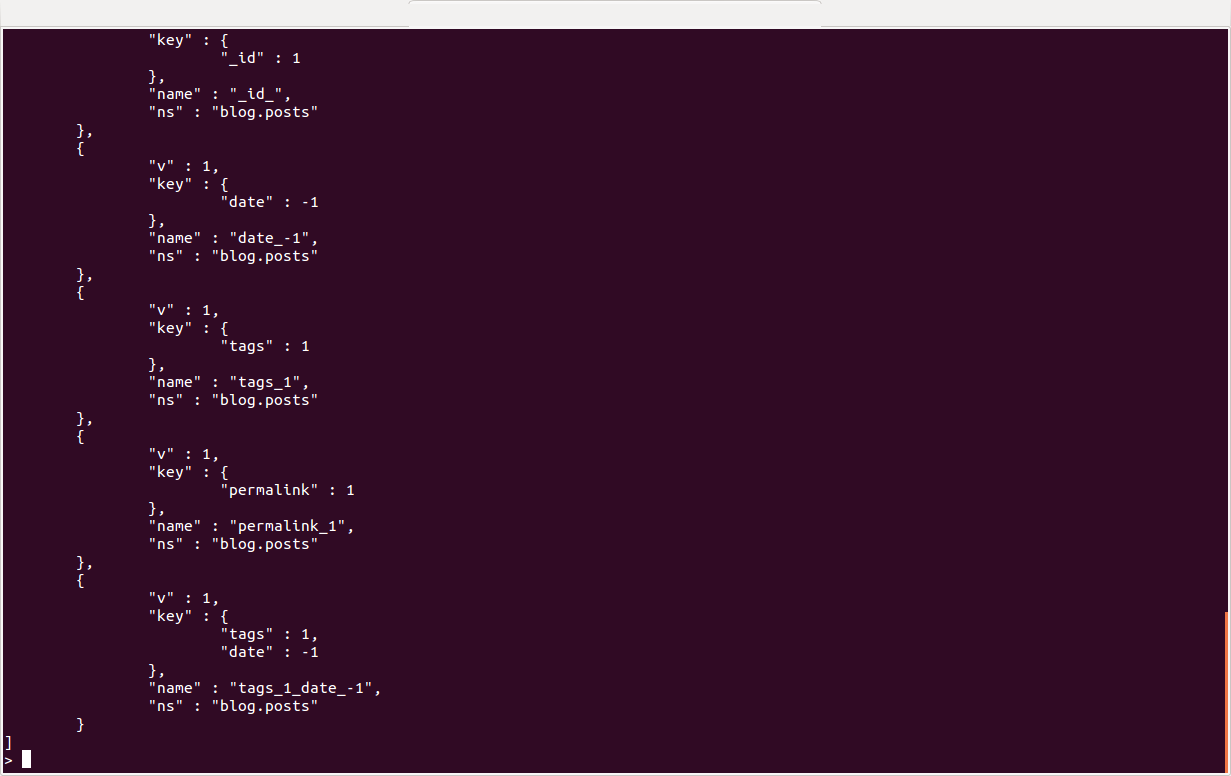 "key" : {
                        "_id" : 1
                },
                "name" : "_id_",
                "ns" : "blog.posts"
        },
        {
                "v" : 1,
                "key" : {
                        "date" : -1
                },
                "name" : "date_-1",
                "ns" : "blog.posts"
        },
        {
                "v" : 1,
                "key" : {
                        "tags" : 1
                },
                "name" : "tags_1",
                "ns" : "blog.posts"
        },
        {
                "v" : 1,
                "key" : {
                        "permalink" : 1
                },
                "name" : "permalink_1",
                "ns" : "blog.posts"
        },
        {
                "v" : 1,
                "key" : {
                        "tags" : 1,
                        "date" : -1
                },
                "name" : "tags_1_date_-1",
                "ns" : "blog.posts"
        }
]
>